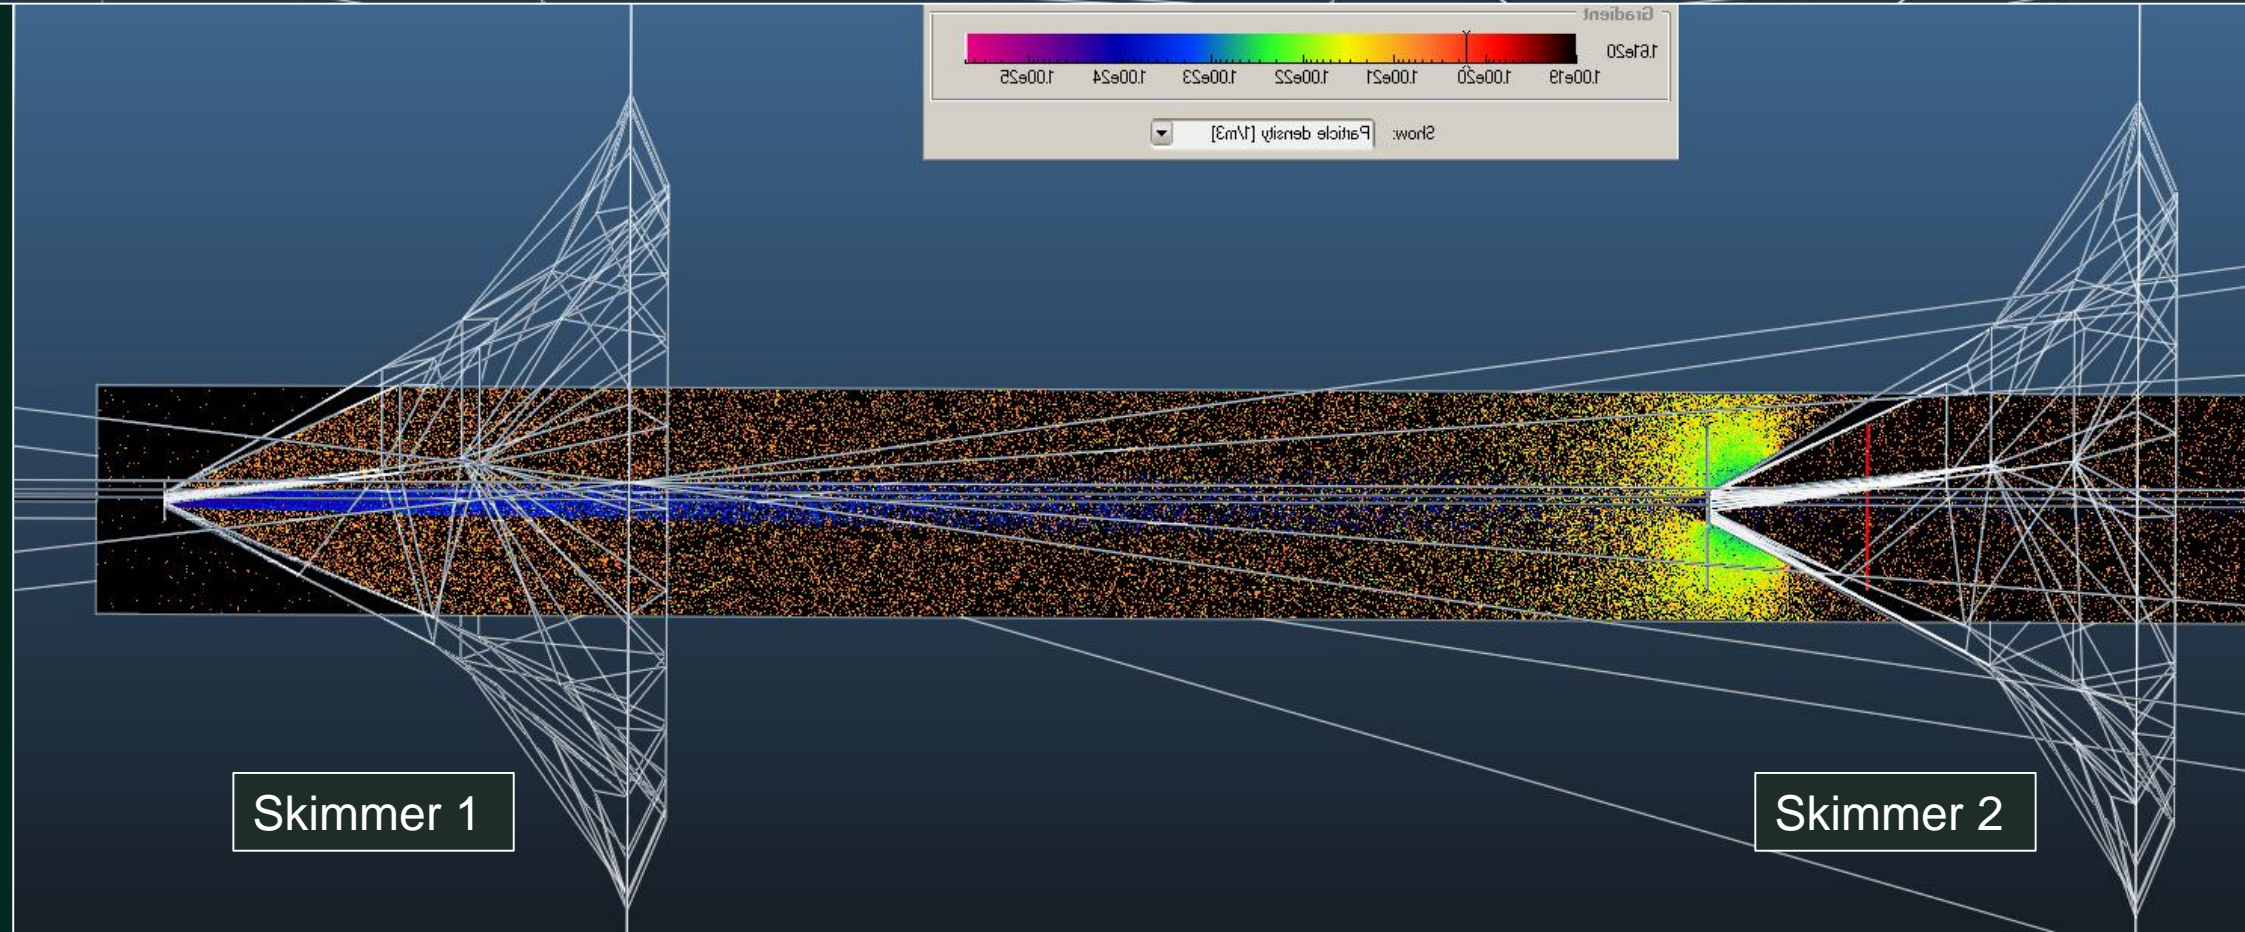 Gradient
1.61e20
1.00e25 1.00e24 1.00e23 1.00e22 1.00e21 1.00e20 1.00e19
Show: Particle density [1/m3]
Skimmer 1
Skimmer 2